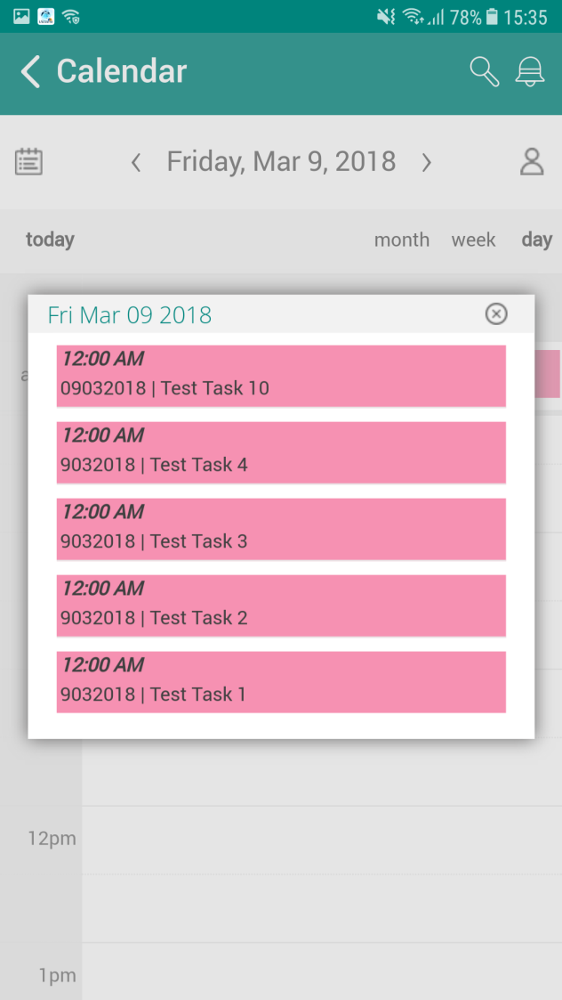 78% 15:35
Calendar
Friday, Mar 9, 2018
today month week day
Fri Mar 09 2018
a
12:00 AM
09032018 | Test Task 10
12:00 AM
9032018 | Test Task 4
12:00 AM
9032018 | Test Task 3
12:00 AM
9032018 | Test Task 2
12:00 AM
9032018 | Test Task 1
12pm
1pm